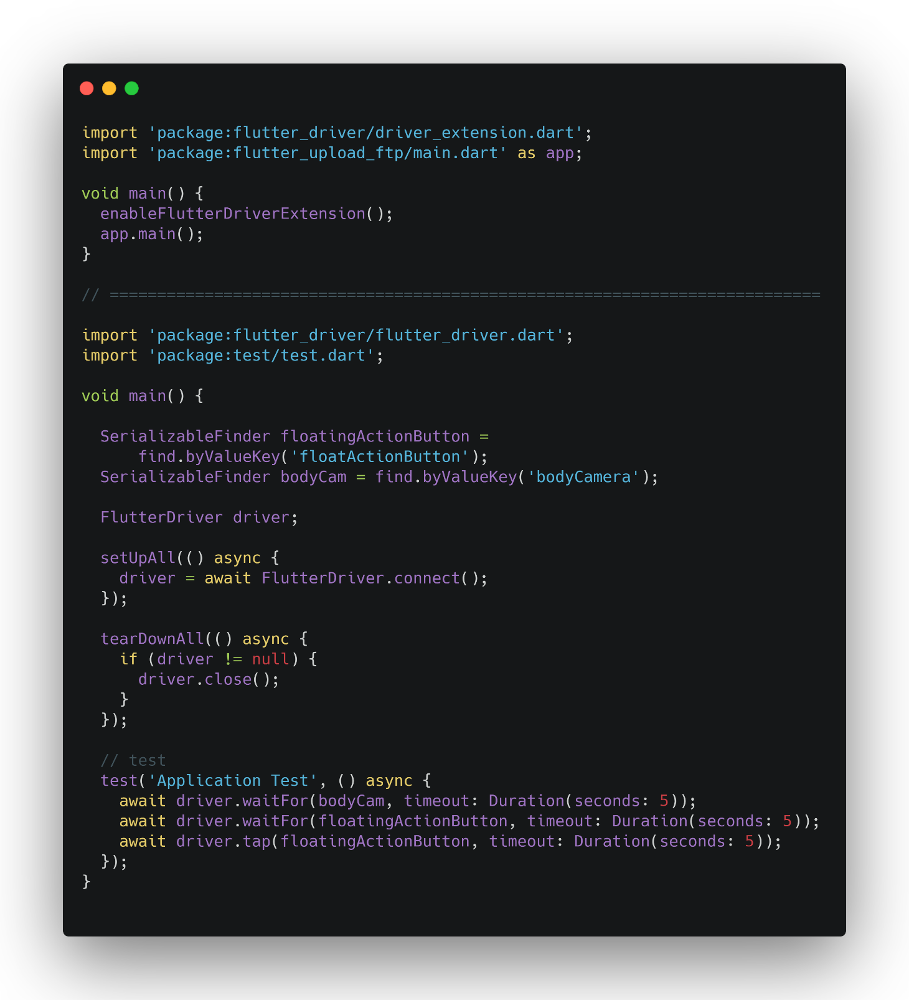 import 'package:flutter_driver/driver_extension.dart';
import 'package:flutter_upload_ftp/main.dart' as app;

void main() {
  enableFlutterDriverExtension();
  app.main();
}

// ===========================================================================

import 'package:flutter_driver/flutter_driver.dart';
import 'package:test/test.dart';

void main() {

  SerializableFinder floatingActionButton =
      find.byValueKey('floatActionButton');
  SerializableFinder bodyCam = find.byValueKey('bodyCamera');

  FlutterDriver driver;

  setUpAll(() async {
    driver = await FlutterDriver.connect();
  });

  tearDownAll(() async {
    if (driver != null) {
      driver.close();
    }
  });

  // test
  test('Application Test', () async {
    await driver.waitFor(bodyCam, timeout: Duration(seconds: 5));
    await driver.waitFor(floatingActionButton, timeout: Duration(seconds: 5));
    await driver.tap(floatingActionButton, timeout: Duration(seconds: 5));
  });
}